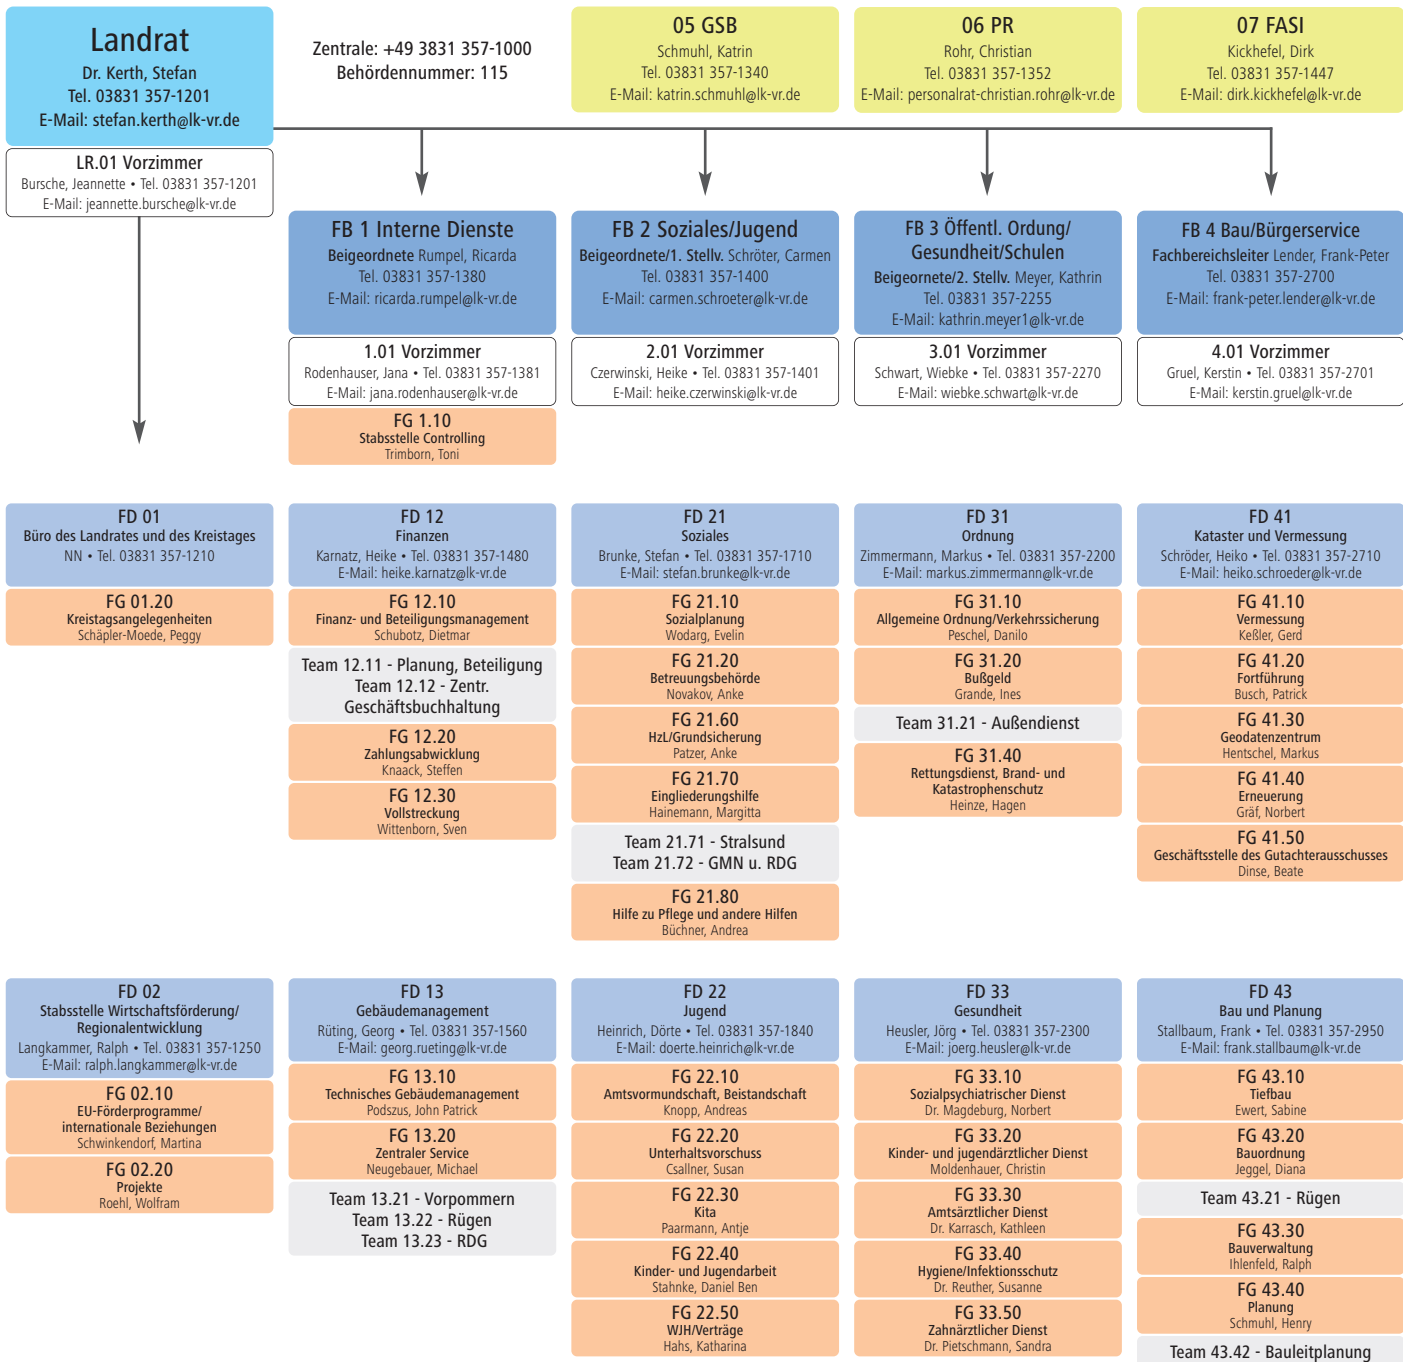 Landrat
Dr. Kerth, Stefan
Tel. 03831 357-1201
E-Mail: stefan.kerth@lk-vr.de
Zentrale: +49 3831 357-1000
Behördennummer: 115
05 GSB
Schmuhl, Katrin
Tel. 03831 357-1340
E-Mail: katrin.schmuhl@lk-vr.de
06 PR
Rohr, Christian
Tel. 03831 357-1352
E-Mail: personalrat-christian.rohr@lk-vr.de
07 FASI
Kickhefel, Dirk
Tel. 03831 357-1447
E-Mail: dirk.kickhefel@lk-vr.de
LR.01 Vorzimmer
Bursche, Jeannette • Tel. 03831 357-1201
E-Mail: jeannette.bursche@lk-vr.de
FB 1 Interne Dienste
Beigeordnete Rumpel, Ricarda
Tel. 03831 357-1380
E-Mail: ricarda.rumpel@lk-vr.de
FB 2 Soziales/Jugend
Beigeordnete/1. Stellv. Schröter, Carmen
Tel. 03831 357-1400
E-Mail: carmen.schroeter@lk-vr.de
FB 3 Öffentl. Ordung/
Gesundheit/Schulen
Beigeornete/2. Stellv. Meyer, Kathrin
Tel. 03831 357-2255
E-Mail: kathrin.meyer1@lk-vr.de
FB 4 Bau/Bürgerservice
Fachbereichsleiter Lender, Frank-Peter
Tel. 03831 357-2700
E-Mail: frank-peter.lender@lk-vr.de
1.01 Vorzimmer
Rodenhauser, Jana • Tel. 03831 357-1381
E-Mail: jana.rodenhauser@lk-vr.de
2.01 Vorzimmer
Czerwinski, Heike • Tel. 03831 357-1401
E-Mail: heike.czerwinski@lk-vr.de
3.01 Vorzimmer
Schwart, Wiebke • Tel. 03831 357-2270
E-Mail: wiebke.schwart@lk-vr.de
4.01 Vorzimmer
Gruel, Kerstin • Tel. 03831 357-2701
E-Mail: kerstin.gruel@lk-vr.de
FG 1.10
Stabsstelle Controlling
Trimborn, Toni
FD 01
Büro des Landrates und des Kreistages
NN • Tel. 03831 357-1210
FG 01.20
Kreistagsangelegenheiten
Schäpler-Moede, Peggy
FD 12
Finanzen
Karnatz, Heike • Tel. 03831 357-1480
E-Mail: heike.karnatz@lk-vr.de
FG 12.10
Finanz- und Beteiligungsmanagement
Schubotz, Dietmar
Team 12.11 - Planung, Beteiligung
Team 12.12 - Zentr.
Geschäftsbuchhaltung
FG 12.20
Zahlungsabwicklung
Knaack, Steffen
FG 12.30
Vollstreckung
Wittenborn, Sven
FD 21
Soziales
Brunke, Stefan • Tel. 03831 357-1710
E-Mail: stefan.brunke@lk-vr.de
FG 21.10
Sozialplanung
Wodarg, Evelin
FG 21.20
Betreuungsbehörde
Novakov, Anke
FG 21.60
HzL/Grundsicherung
Patzer, Anke
FG 21.70
Eingliederungshilfe
Hainemann, Margitta
Team 21.71 - Stralsund
Team 21.72 - GMN u. RDG
FG 21.80
Hilfe zu Pflege und andere Hilfen
Büchner, Andrea
FD 31
Ordnung
Zimmermann, Markus • Tel. 03831 357-2200
E-Mail: markus.zimmermann@lk-vr.de
FG 31.10
Allgemeine Ordnung/Verkehrssicherung
Peschel, Danilo
FG 31.20
Bußgeld
Grande, Ines
Team 31.21 - Außendienst
FG 31.40
Rettungsdienst, Brand- und
Katastrophenschutz
Heinze, Hagen
FD 41
Kataster und Vermessung
Schröder, Heiko • Tel. 03831 357-2710
E-Mail: heiko.schroeder@lk-vr.de
FG 41.10
Vermessung
Keßler, Gerd
FG 41.20
Fortführung
Busch, Patrick
FG 41.30
Geodatenzentrum
Hentschel, Markus
FG 41.40
Erneuerung
Gräf, Norbert
FG 41.50
Geschäftsstelle des Gutachterausschusses
Dinse, Beate
FD 02
Stabsstelle Wirtschaftsförderung/
Regionalentwicklung
Langkammer, Ralph • Tel. 03831 357-1250
E-Mail: ralph.langkammer@lk-vr.de
FG 02.10
EU-Förderprogramme/
internationale Beziehungen
Schwinkendorf, Martina
FG 02.20
Projekte
Roehl, Wolfram
FD 13
Gebäudemanagement
Rüting, Georg • Tel. 03831 357-1560
E-Mail: georg.rueting@lk-vr.de
FG 13.10
Technisches Gebäudemanagement
Podszus, John Patrick
FG 13.20
Zentraler Service
Neugebauer, Michael
Team 13.21 - Vorpommern
Team 13.22 - Rügen
Team 13.23 - RDG
FD 22
Jugend
Heinrich, Dörte • Tel. 03831 357-1840
E-Mail: doerte.heinrich@lk-vr.de
FG 22.10
Amtsvormundschaft, Beistandschaft
Knopp, Andreas
FG 22.20
Unterhaltsvorschuss
Csallner, Susan
FG 22.30
Kita
Paarmann, Antje
FG 22.40
Kinder- und Jugendarbeit
Stahnke, Daniel Ben
FG 22.50
WJH/Verträge
Hahs, Katharina
FD 33
Gesundheit
Heusler, Jörg • Tel. 03831 357-2300
E-Mail: joerg.heusler@lk-vr.de
FG 33.10
Sozialpsychiatrischer Dienst
Dr. Magdeburg, Norbert
FG 33.20
Kinder- und jugendärztlicher Dienst
Moldenhauer, Christin
FG 33.30
Amtsärztlicher Dienst
Dr. Karrasch, Kathleen
FG 33.40
Hygiene/Infektionsschutz
Dr. Reuther, Susanne
FG 33.50
Zahnärztlicher Dienst
Dr. Pietschmann, Sandra
FD 43
Bau und Planung
Stallbaum, Frank • Tel. 03831 357-2950
E-Mail: frank.stallbaum@lk-vr.de
FG 43.10
Tiefbau
Ewert, Sabine
FG 43.20
Bauordnung
Jeggel, Diana
Team 43.21 - Rügen
FG 43.30
Bauverwaltung
Ihlenfeld, Ralph
FG 43.40
Planung
Schmuhl, Henry
Team 43.42 - Bauleitplanung